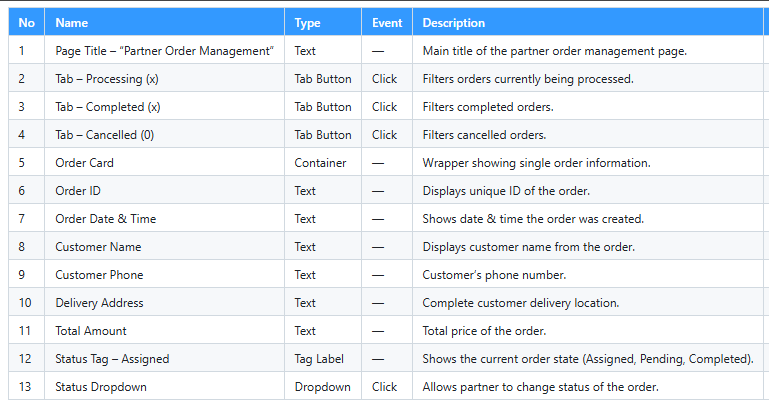 No Name Type Event Description
1 Page Title – “Partner Order Management” Text — Main title of the partner order management page.
2 Tab – Processing (x) Tab Button Click Filters orders currently being processed.
3 Tab – Completed (x) Tab Button Click Filters completed orders.
4 Tab – Cancelled (0) Tab Button Click Filters cancelled orders.
5 Order Card Container — Wrapper showing single order information.
6 Order ID Text — Displays unique ID of the order.
7 Order Date & Time Text — Shows date & time the order was created.
8 Customer Name Text — Displays customer name from the order.
9 Customer Phone Text — Customer’s phone number.
10 Delivery Address Text — Complete customer delivery location.
11 Total Amount Text — Total price of the order.
12 Status Tag – Assigned Tag Label — Shows the current order state (Assigned, Pending, Completed).
13 Status Dropdown Dropdown Click Allows partner to change status of the order.